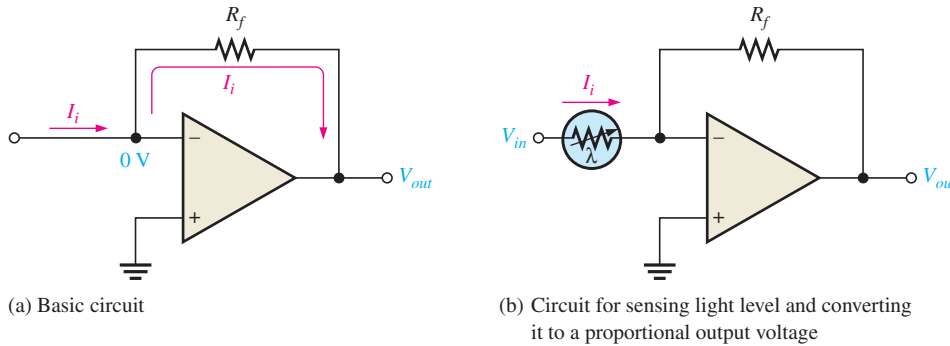 R_f
R_f
I_i
I_i
I_i
V_in
λ
−
−
0 V
V_out
V_ou
+
+
(a) Basic circuit
(b) Circuit for sensing light level and converting
it to a proportional output voltage